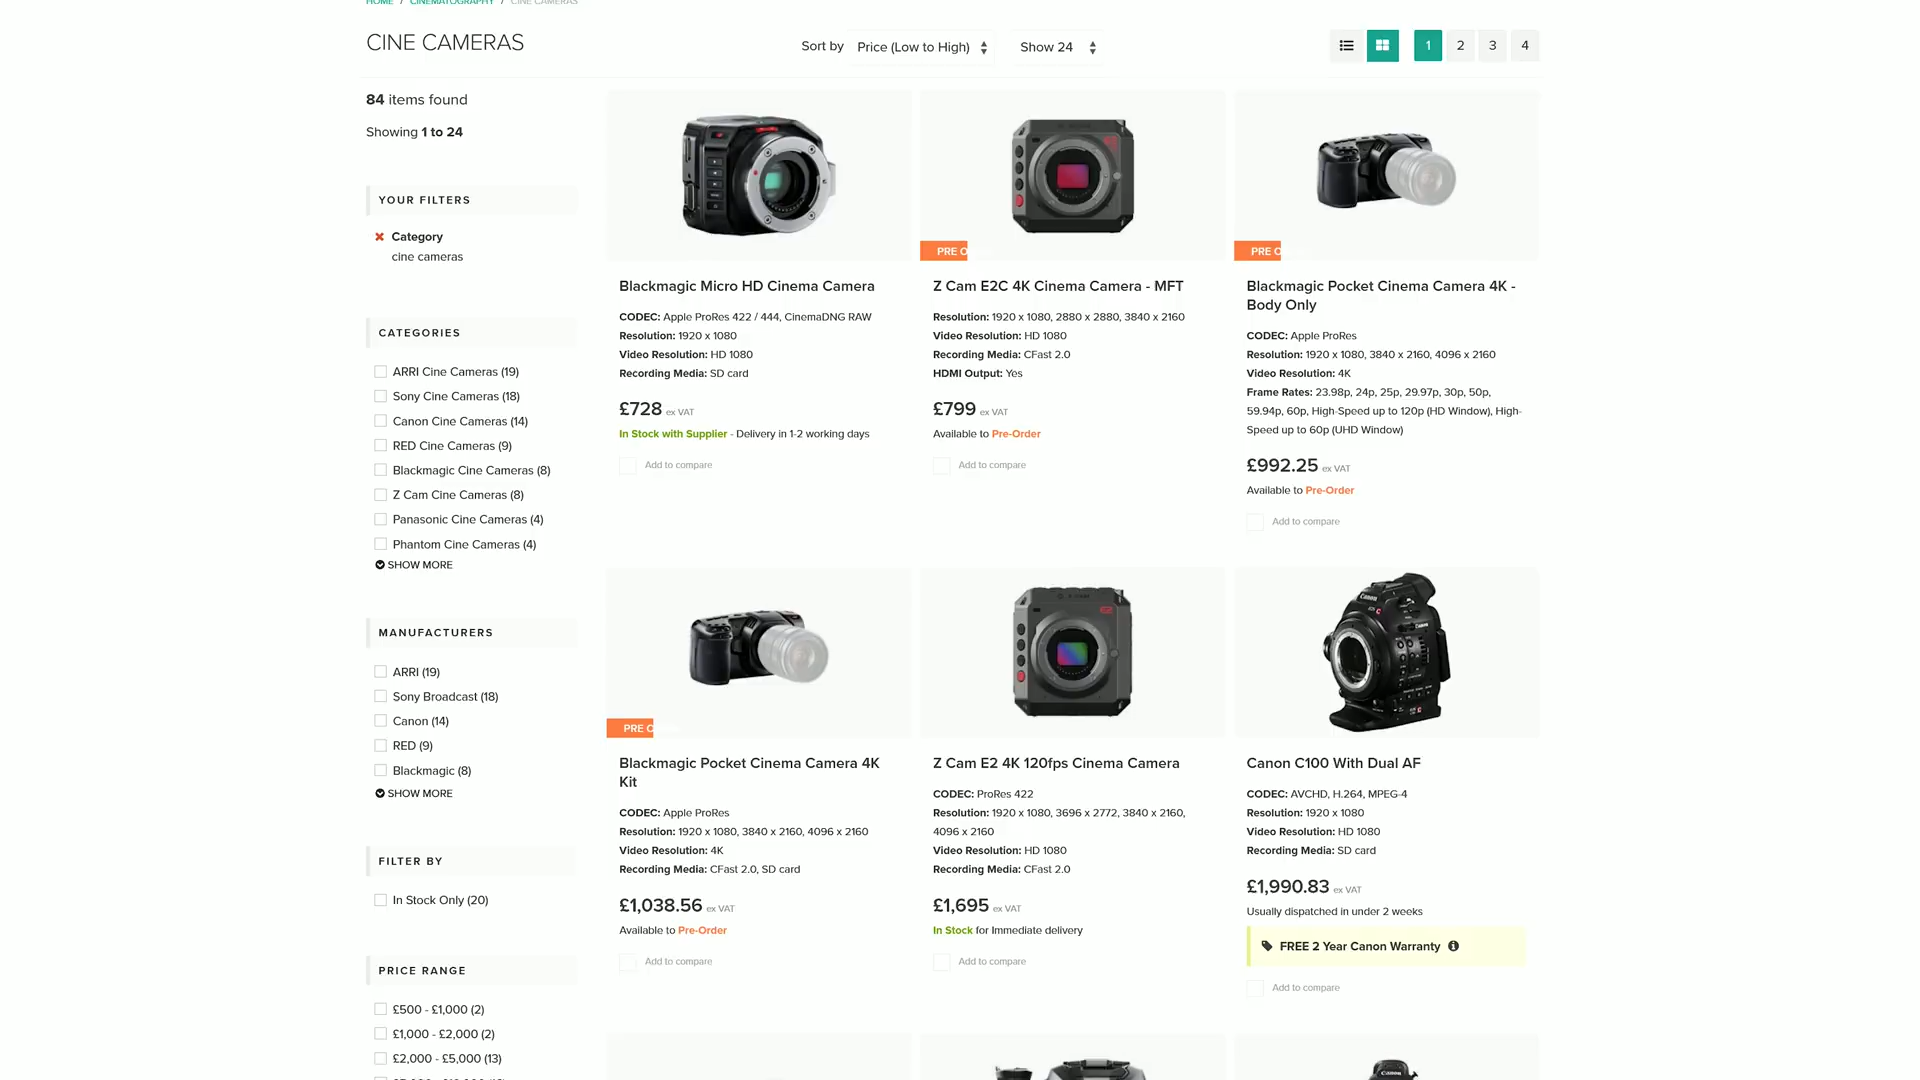 HOME / CINEMATOGRAPHY / CINE CAMERAS
CINE CAMERAS
Sort by Price (Low to High) Show 24
1 2 3 4
84 items found
Showing 1 to 24
YOUR FILTERS
Category
cine cameras
CATEGORIES
ARRI Cine Cameras (19)
Sony Cine Cameras (18)
Canon Cine Cameras (14)
RED Cine Cameras (9)
Blackmagic Cine Cameras (8)
Z Cam Cine Cameras (8)
Panasonic Cine Cameras (4)
Phantom Cine Cameras (4)
SHOW MORE
MANUFACTURERS
ARRI (19)
Sony Broadcast (18)
Canon (14)
RED (9)
Blackmagic (8)
SHOW MORE
FILTER BY
In Stock Only (20)
PRICE RANGE
£500 - £1,000 (2)
£1,000 - £2,000 (2)
£2,000 - £5,000 (13)
Blackmagic Micro HD Cinema Camera
CODEC: Apple ProRes 422 / 444, CinemaDNG RAW
Resolution: 1920 x 1080
Video Resolution: HD 1080
Recording Media: SD card
£728 ex VAT
In Stock with Supplier - Delivery in 1-2 working days
Add to compare
PRE O
Z Cam E2C 4K Cinema Camera - MFT
Resolution: 1920 x 1080, 2880 x 2880, 3840 x 2160
Video Resolution: HD 1080
Recording Media: CFast 2.0
HDMI Output: Yes
£799 ex VAT
Available to Pre-Order
Add to compare
PRE O
Blackmagic Pocket Cinema Camera 4K -
Body Only
CODEC: Apple ProRes
Resolution: 1920 x 1080, 3840 x 2160, 4096 x 2160
Video Resolution: 4K
Frame Rates: 23.98p, 24p, 25p, 29.97p, 30p, 50p,
59.94p, 60p, High-Speed up to 120p (HD Window), High-
Speed up to 60p (UHD Window)
£992.25 ex VAT
Available to Pre-Order
Add to compare
PRE O
Blackmagic Pocket Cinema Camera 4K
Kit
CODEC: Apple ProRes
Resolution: 1920 x 1080, 3840 x 2160, 4096 x 2160
Video Resolution: 4K
Recording Media: CFast 2.0, SD card
£1,038.56 ex VAT
Available to Pre-Order
Add to compare
Z Cam E2 4K 120fps Cinema Camera
CODEC: ProRes 422
Resolution: 1920 x 1080, 3696 x 2772, 3840 x 2160,
4096 x 2160
Video Resolution: HD 1080
Recording Media: CFast 2.0
£1,695 ex VAT
In Stock for Immediate delivery
Add to compare
Canon
Canon C100 With Dual AF
CODEC: AVCHD, H.264, MPEG-4
Resolution: 1920 x 1080
Video Resolution: HD 1080
Recording Media: SD card
£1,990.83 ex VAT
Usually dispatched in under 2 weeks
FREE 2 Year Canon Warranty
Add to compare
Canon